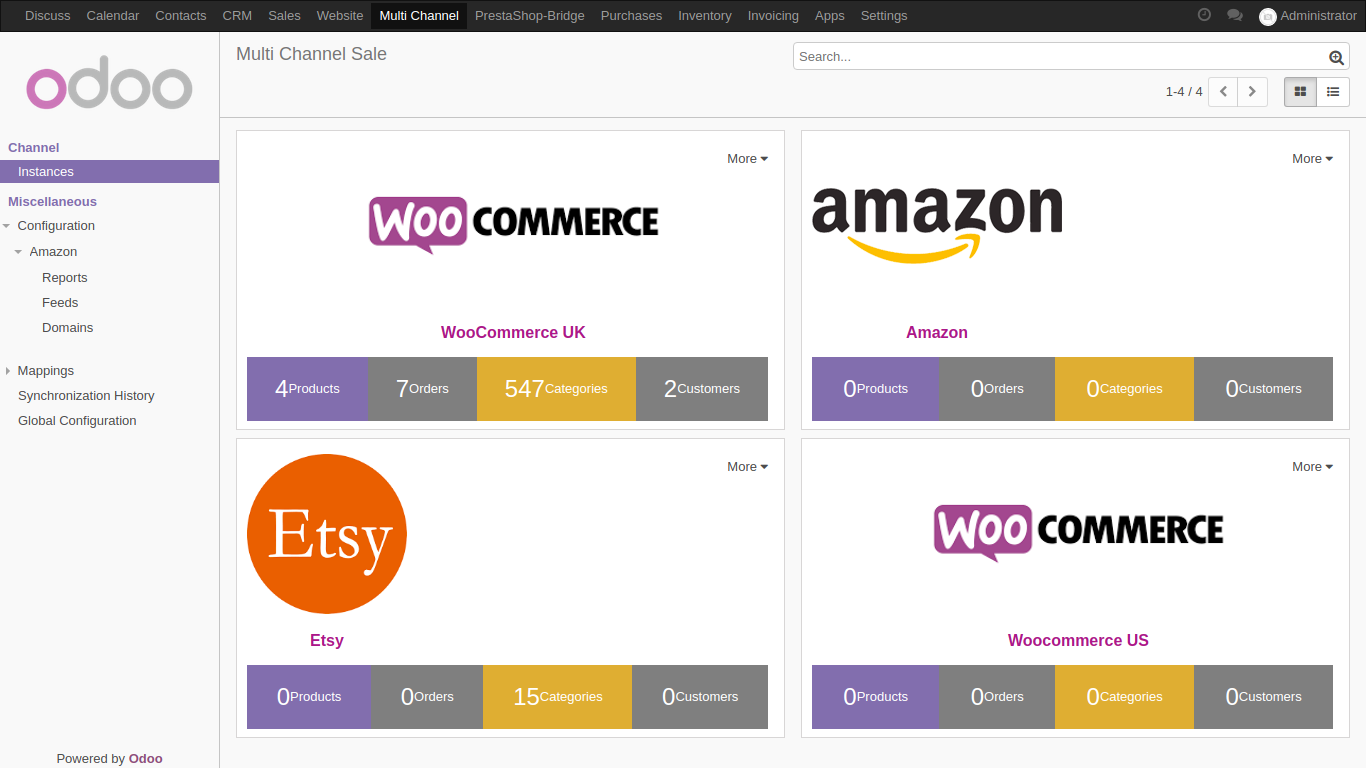 Discuss Calendar Contacts CRM Sales Website Multi Channel PrestaShop-Bridge Purchases Inventory Invoicing Apps Settings Administrator
odoo
Channel
Instances
Miscellaneous
Configuration
Amazon
Reports
Feeds
Domains
Mappings
Synchronization History
Global Configuration
Powered by Odoo
Multi Channel Sale
Search...
1-4 / 4
More
WOO COMMERCE
WooCommerce UK
4 Products 7 Orders 547 Categories 2 Customers
More
amazon
Amazon
0 Products 0 Orders 0 Categories 0 Customers
More
Etsy
Etsy
0 Products 0 Orders 15 Categories 0 Customers
More
WOO COMMERCE
Woocommerce US
0 Products 0 Orders 0 Categories 0 Customers